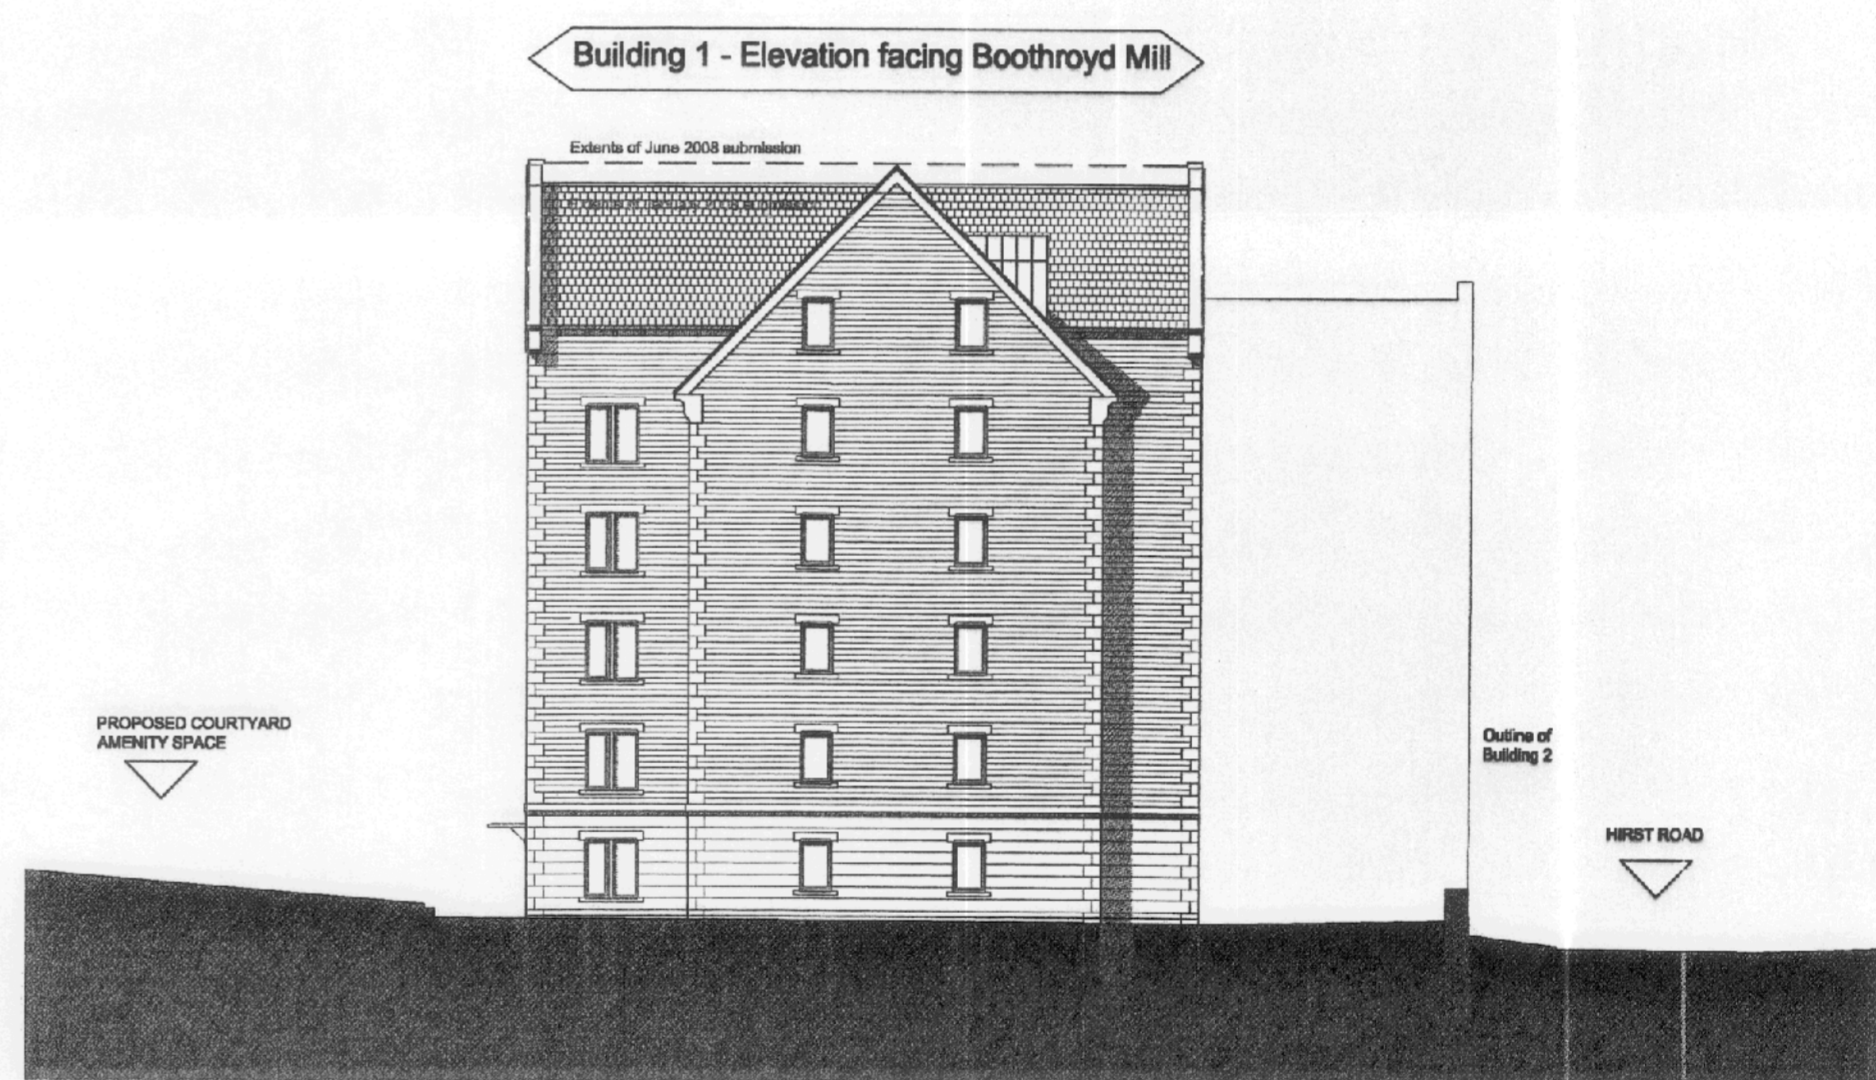 Building 1 - Elevation facing Boothroyd Mill
Extents of June 2008 submission
PROPOSED COURTYARD
AMENITY SPACE
Outline of
Building 2
HIRST ROAD